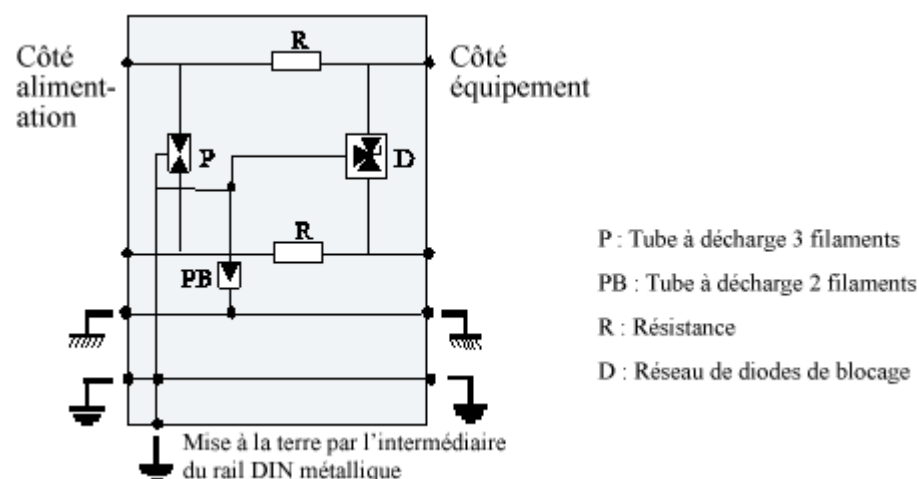 Côté
aliment-
ation
R
Côté
équipement
P
D
R
PB
P : Tube à décharge 3 filaments
PB : Tube à décharge 2 filaments
R : Résistance
D : Réseau de diodes de blocage
Mise à la terre par l'intermédiaire
du rail DIN métallique